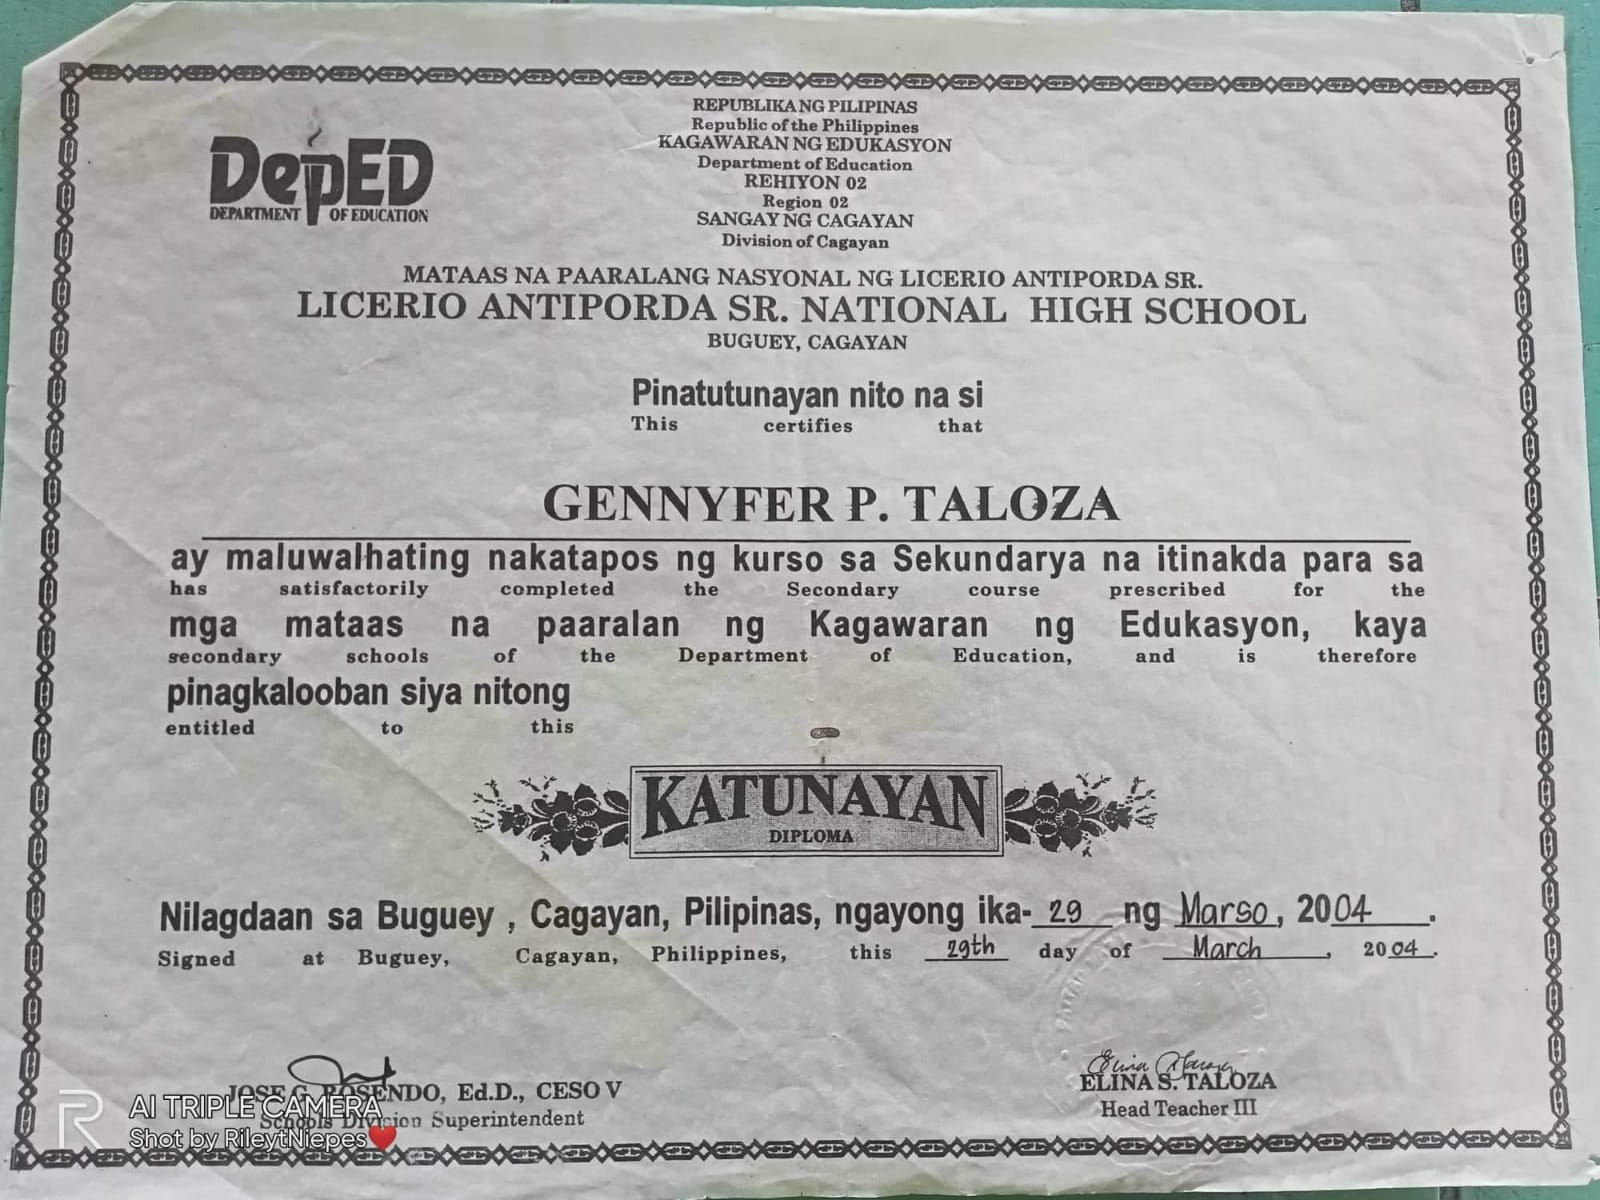 DepED
DEPARTMENT OF EDUCATION
REPUBLIKA NG PILIPINAS
Republic of the Philippines
KAGAWARAN NG EDUKASYON
Department of Education
REHIYON 02
Region 02
SANGAY NG CAGAYAN
Division of Cagayan
MATAAS NA PAARALANG NASYONAL NG LICERIO ANTIPORDA SR.
LICERIO ANTIPORDA SR. NATIONAL HIGH SCHOOL
BUGUEY, CAGAYAN
Pinatutunayan nito na si
This certifies that
GENNYFER P. TALOZA
ay maluwalhating nakatapos ng kurso sa Sekundarya na itinakda para sa
has satisfactorily completed the Secondary course prescribed for the
mga mataas na paaralan ng Kagawaran ng Edukasyon, kaya
secondary schools of the Department of Education, and is therefore
pinagkalooban siya nitong
entitled to this
KATUNAYAN
DIPLOMA
Nilagdaan sa Buguey , Cagayan, Pilipinas, ngayong ika- 29 ng Marso, 2004.
Signed at Buguey, Cagayan, Philippines, this 29th day of March, 2004.
JOSE G. ROSENDO, Ed.D., CESO V
Schools Division Superintendent
Elina Taloza
ELINA S. TALOZA
Head Teacher III
R
AI TRIPLE CAMERA
Shot by RileytNiepes❤️